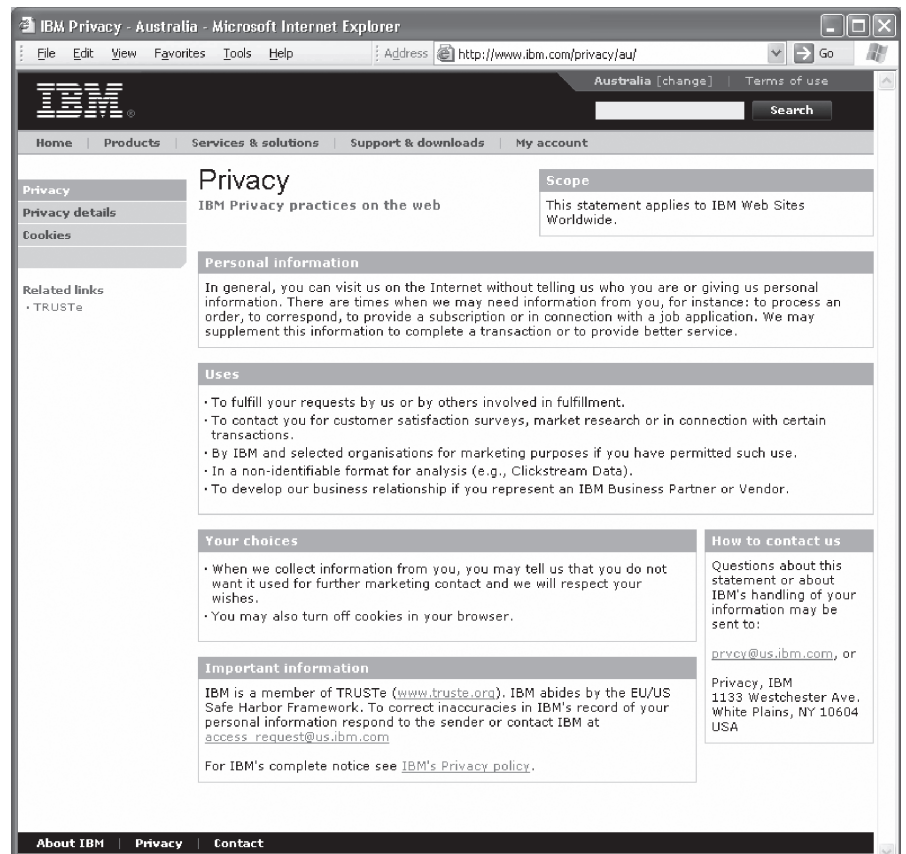 IBM Privacy - Australia - Microsoft Internet Explorer
File Edit View Favorites Tools Help Address http://www.ibm.com/privacy/au/ Go
Australia [change] | Terms of use
IBM®
Search
Home | Products | Services & solutions | Support & downloads | My account
Privacy
Privacy details
Cookies
Related links
· TRUSTe
Privacy
IBM Privacy practices on the web
Scope
This statement applies to IBM Web Sites
Worldwide.
Personal information
In general, you can visit us on the Internet without telling us who you are or giving us personal
information. There are times when we may need information from you, for instance: to process an
order, to correspond, to provide a subscription or in connection with a job application. We may
supplement this information to complete a transaction or to provide better service.
Uses
· To fulfill your requests by us or by others involved in fulfillment.
· To contact you for customer satisfaction surveys, market research or in connection with certain
transactions.
· By IBM and selected organisations for marketing purposes if you have permitted such use.
· In a non-identifiable format for analysis (e.g., Clickstream Data).
· To develop our business relationship if you represent an IBM Business Partner or Vendor.
Your choices
· When we collect information from you, you may tell us that you do not
want it used for further marketing contact and we will respect your
wishes.
· You may also turn off cookies in your browser.
How to contact us
Questions about this
statement or about
IBM's handling of your
information may be
sent to:
prvcy@us.ibm.com, or
Privacy, IBM
1133 Westchester Ave.
White Plains, NY 10604
USA
Important information
IBM is a member of TRUSTe (www.truste.org). IBM abides by the EU/US
Safe Harbor Framework. To correct inaccuracies in IBM's record of your
personal information respond to the sender or contact IBM at
access_request@us.ibm.com
For IBM's complete notice see IBM's Privacy policy.
About IBM | Privacy | Contact